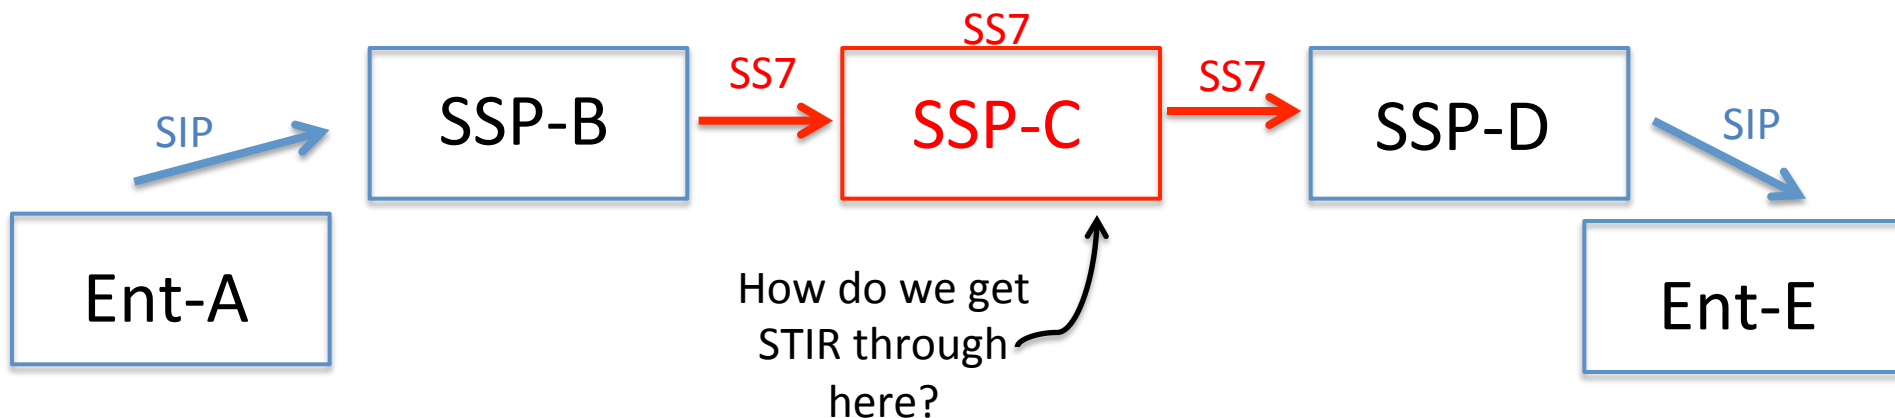 SS7
SIP
SSP-B
SS7
SSP-C
SS7
SSP-D
SIP
Ent-A
How do we get
STIR through
here?
Ent-E